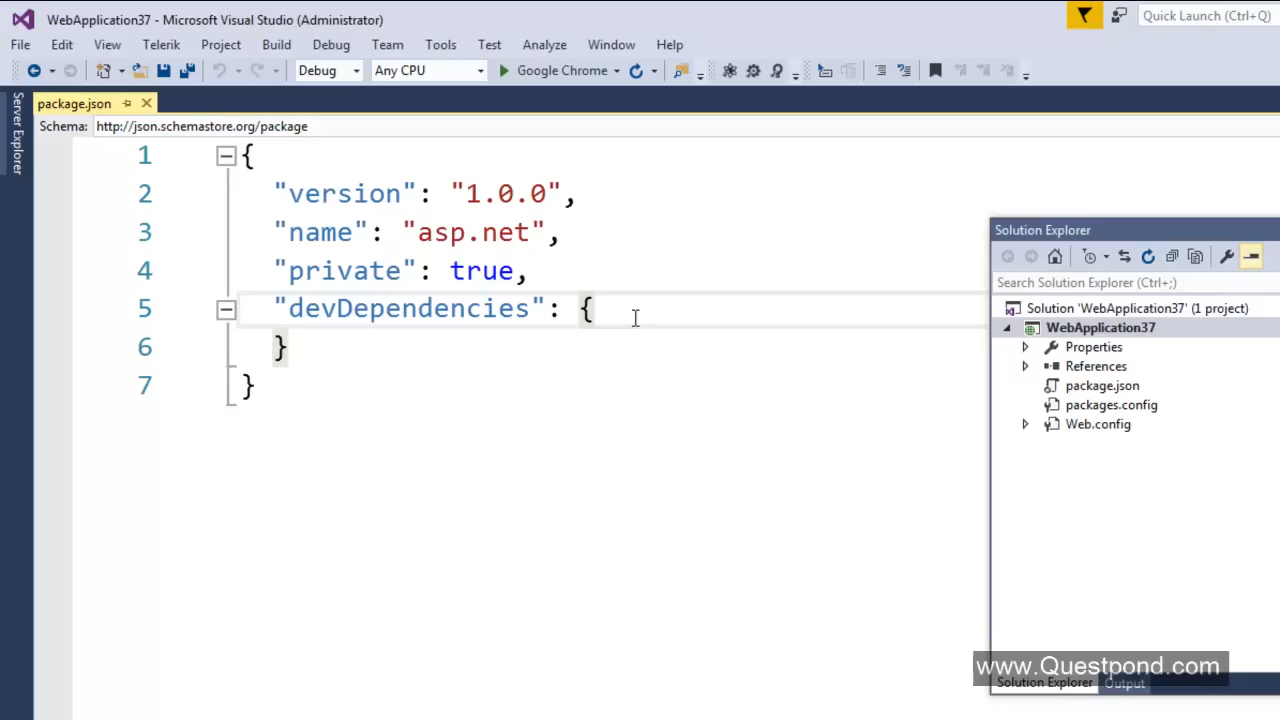 WebApplication37 - Microsoft Visual Studio (Administrator)
Quick Launch (Ctrl+Q)
File Edit View Telerik Project Build Debug Team Tools Test Analyze Window Help
Debug Any CPU Google Chrome
Server Explorer
package.json
Schema: http://json.schemastore.org/package
1 {
2 "version": "1.0.0",
3 "name": "asp.net",
4 "private": true,
5 "devDependencies": {
6 }
7 }
Solution Explorer
Search Solution Explorer (Ctrl+;)
Solution 'WebApplication37' (1 project)
WebApplication37
Properties
References
package.json
packages.config
Web.config
www.Questpond.com
Solution Explorer Output